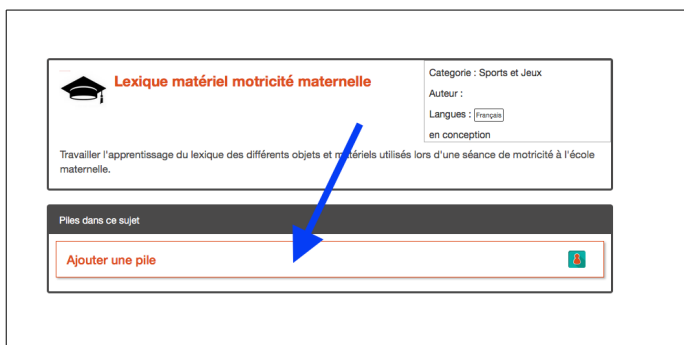 Lexique matériel motricité maternelle
Categorie : Sports et Jeux
Auteur :
Langues : Français
en conception
Travailler l'apprentissage du lexique des différents objets et matériels utilisés lors d'une séance de motricité à l'école
maternelle.
Piles dans ce sujet
Ajouter une pile